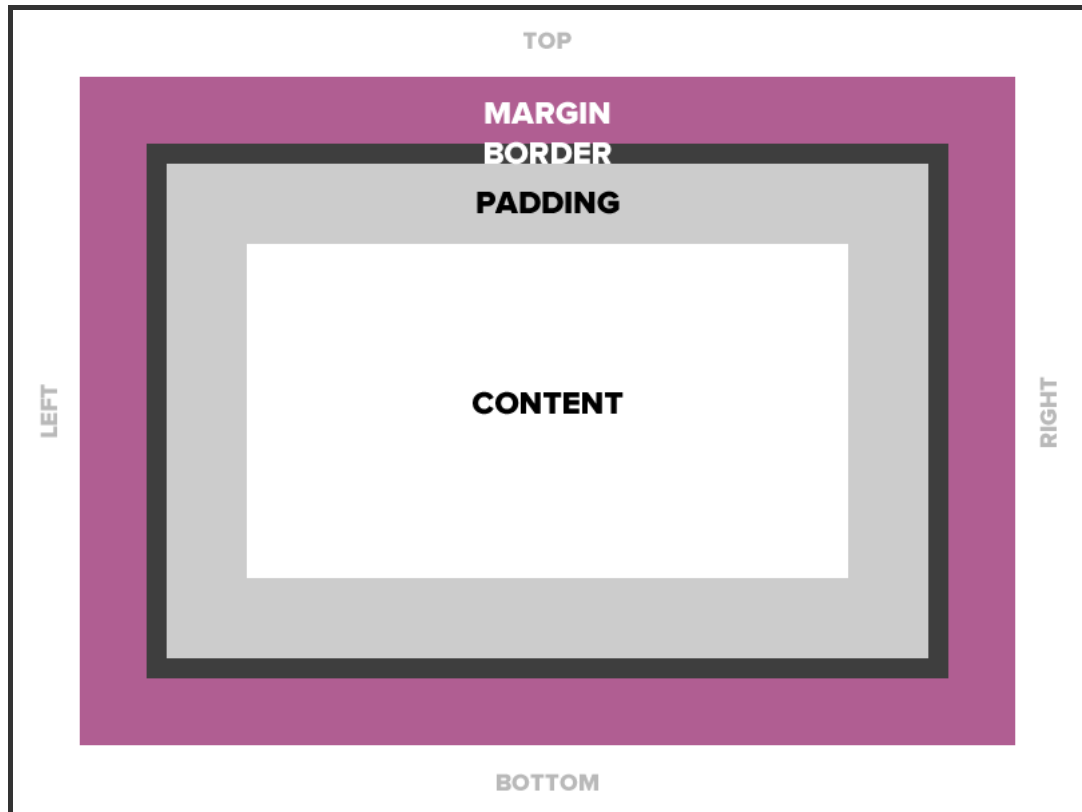 TOP
MARGIN
BORDER
PADDING
CONTENT
LEFT
RIGHT
BOTTOM